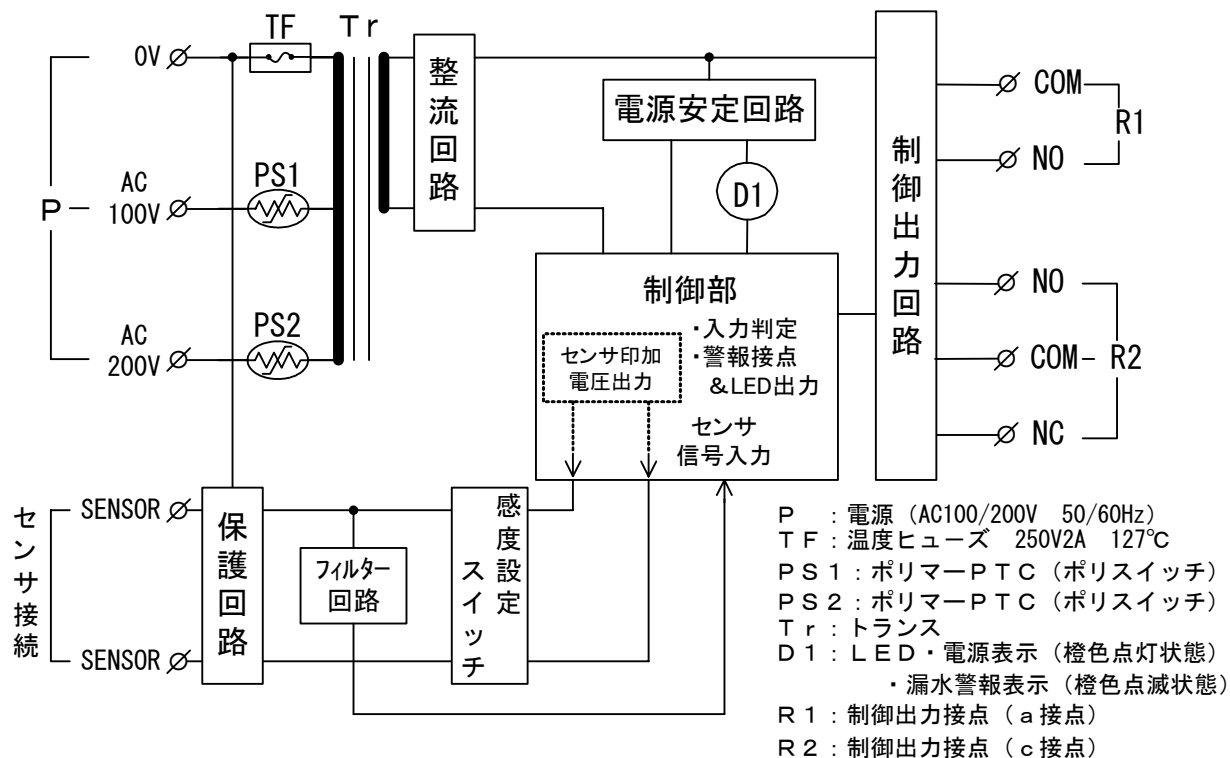 TF
Tr
0V
P
AC
100V
PS1
AC
200V
PS2
整流回路
電源安定回路
D1
制御部
・入力判定
・警報接点
&LED出力
センサ印加
電圧出力
センサ
信号入力
制御出力回路
COM
NO
R1
NO
COM
R2
NC
センサ接続
SENSOR
SENSOR
保護回路
フィルター
回路
感度設定
スイッチ
P :電源(AC100/200V 50/60Hz)
TF:温度ヒューズ 250V2A 127℃
PS1:ポリマーPTC(ポリスイッチ)
PS2:ポリマーPTC(ポリスイッチ)
Tr:トランス
D1:LED・電源表示(橙色点灯状態)
・漏水警報表示(橙色点滅状態)
R1:制御出力接点(a接点)
R2:制御出力接点(c接点)